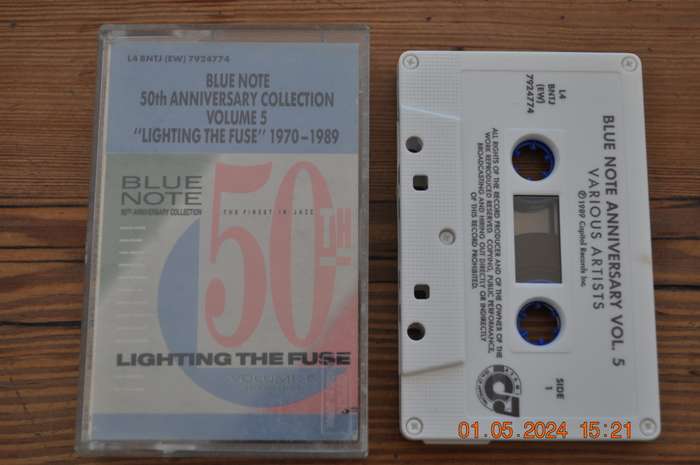 L4 BNTJ (EW) 7924774
BLUE NOTE
50th ANNIVERSARY COLLECTION
VOLUME 5
"LIGHTING THE FUSE" 1970-1989
BLUE
NOTE
50TH ANNIVERSARY COLLECTION
THE FINEST IN JAZZ
50
LIGHTING THE FUSE
VOLUME 5
BLUE NOTE ANNIVERSARY VOL. 5
VARIOUS ARTISTS
©1989 Capitol Records Inc.
L4
BNTJ
(EW)
7924774
ALL RIGHTS OF THE RECORD PRODUCER AND OF THE OWNER OF THE
WORK REPRODUCED RESERVED. COPYING, PUBLIC PERFORMANCE,
BROADCASTING AND HIRING OUT DIRECTLY OR INDIRECTLY
OF THIS RECORD PROHIBITED.
SIDE
1
01.05.2024 15:21